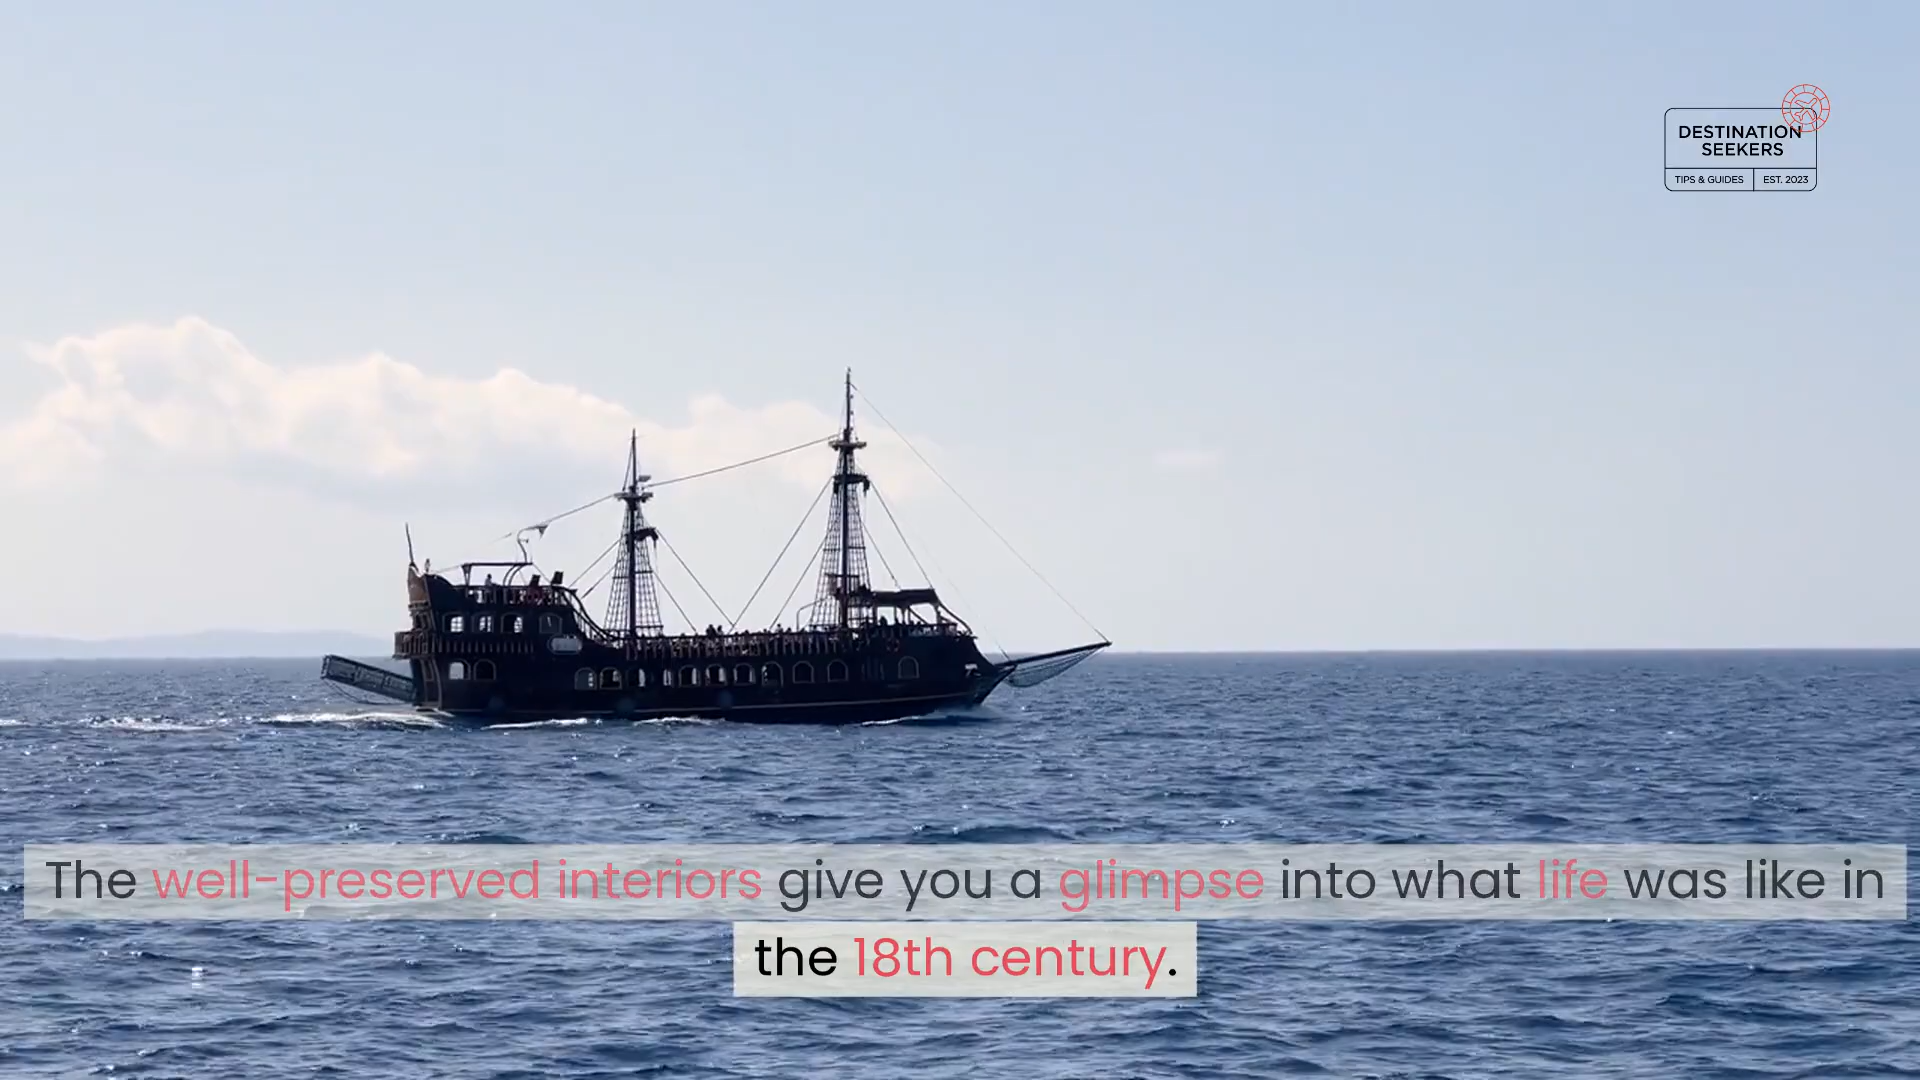 DESTINATION
SEEKERS
TIPS & GUIDES EST. 2023
The well-preserved interiors give you a glimpse into what life was like in
the 18th century.